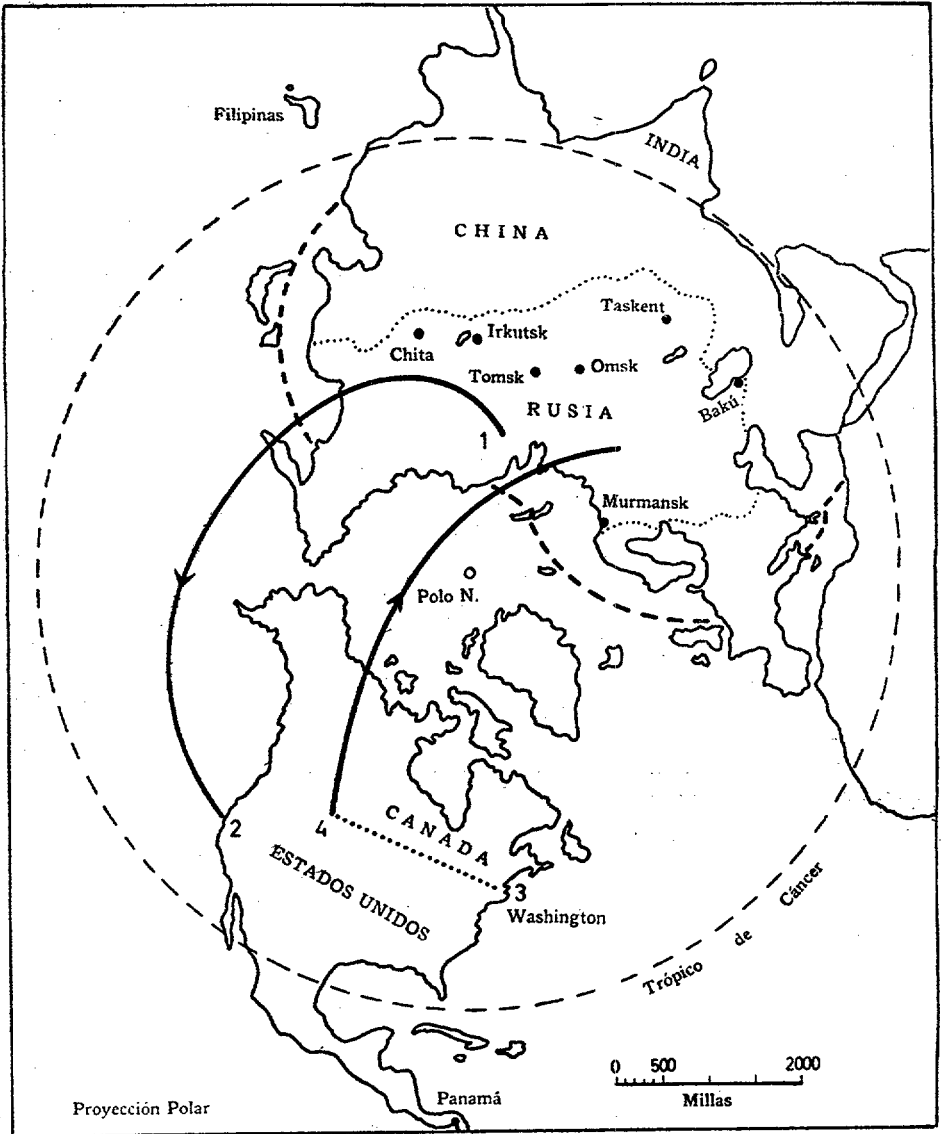 Filipinas
INDIA
CHINA
Taskent
Irkutsk
Chita
Tomsk
Omsk
RUSIA
Bakú
1
Murmansk
Polo N.
2
4
CANADA
3
ESTADOS UNIDOS
Washington
Trópico de Cáncer
0 500 2000
Millas
Panamá
Proyección Polar